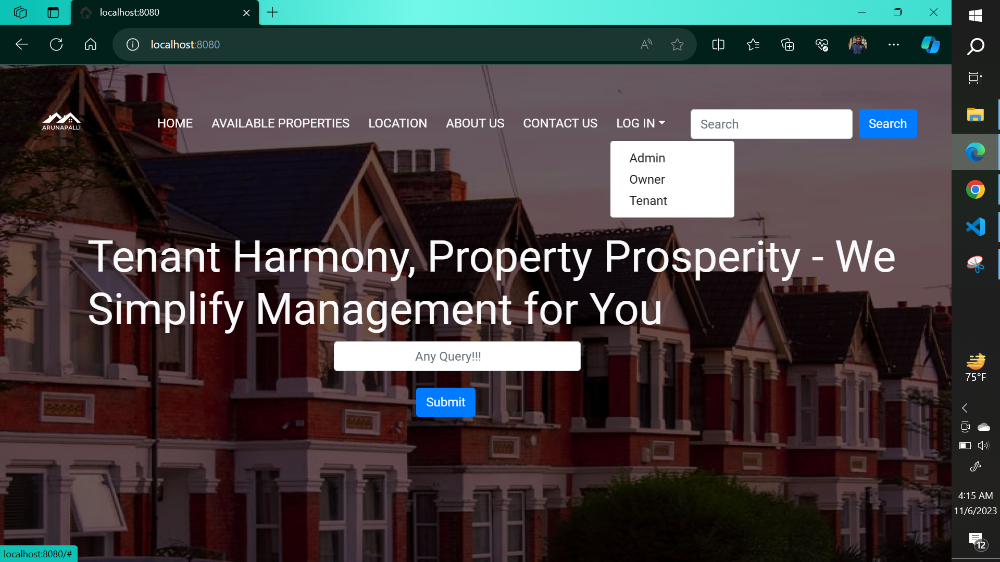 localhost:8080
localhost:8080
ARUNAPALLI
HOME
AVAILABLE PROPERTIES
LOCATION
ABOUT US
CONTACT US
LOG IN
Search
Search
Admin
Owner
Tenant
Tenant Harmony, Property Prosperity - We
Simplify Management for You
Any Query!!!
Submit
localhost:8080/#
75°F
4:15 AM
11/6/2023
12